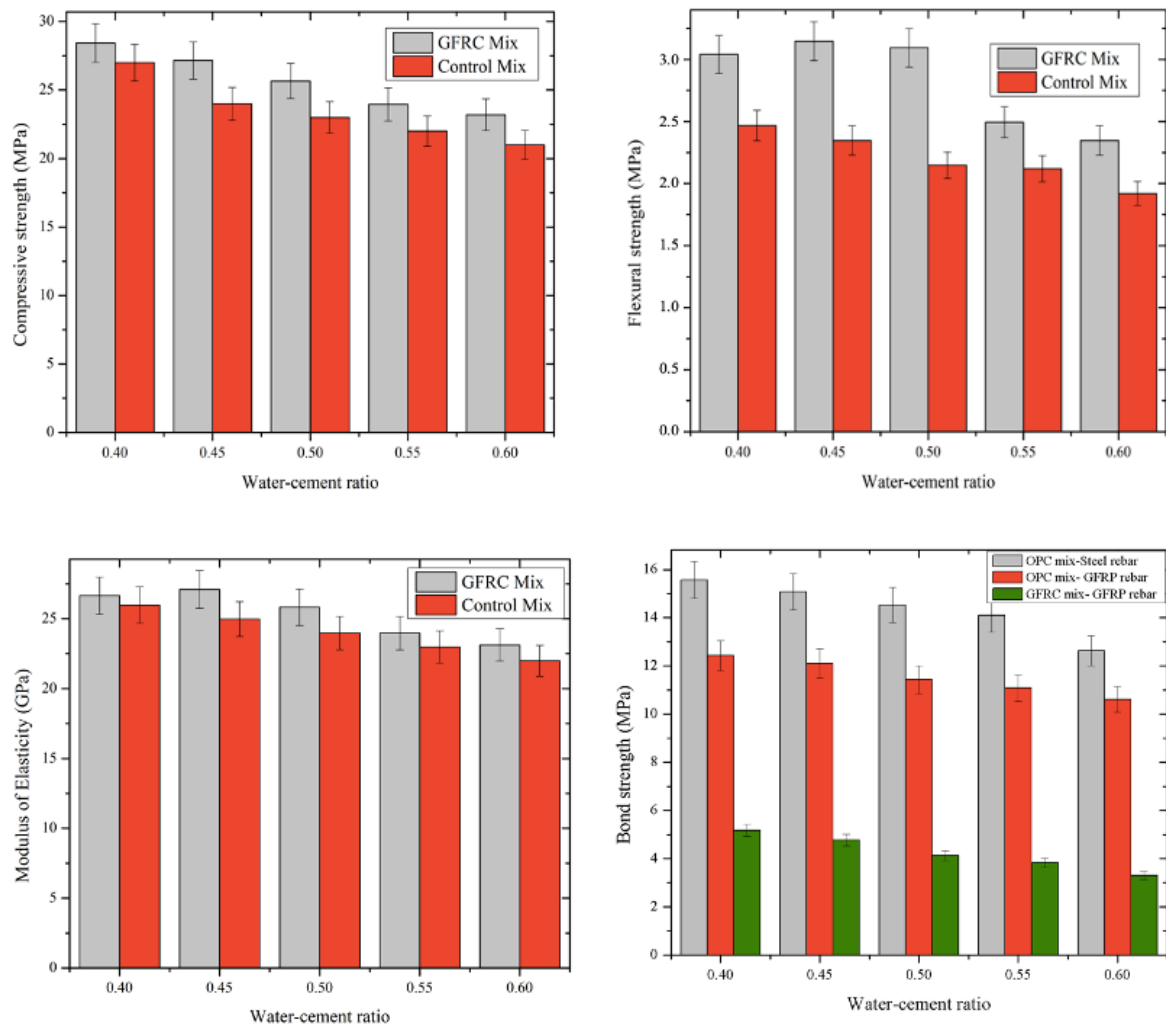 30
25
20
15
10
5
0
Compressive strength (MPa)
GFRC Mix
Control Mix
0.40 0.45 0.50 0.55 0.60
Water-cement ratio
3.0
2.5
2.0
1.5
1.0
0.5
0.0
Flexural strength (MPa)
GFRC Mix
Control Mix
0.40 0.45 0.50 0.55 0.60
Water-cement ratio
25
20
15
10
5
0
Modulus of Elasticity (GPa)
GFRC Mix
Control Mix
0.40 0.45 0.50 0.55 0.60
Water-cement ratio
16
14
12
10
8
6
4
2
0
Bond strength (MPa)
OPC mix-Steel rebar
OPC mix- GFRP rebar
GFRC mix- GFRP rebar
0.40 0.45 0.50 0.55 0.60
Water-cement ratio